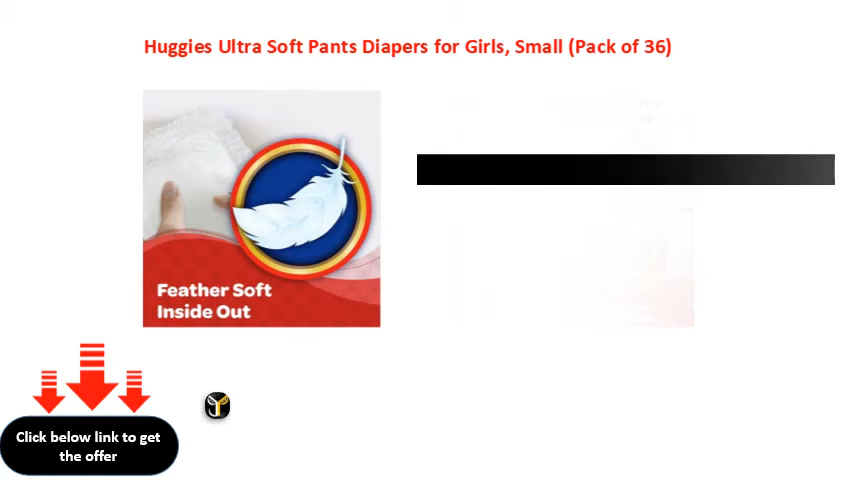 Huggies Ultra Soft Pants Diapers for Girls, Small (Pack of 36)
Feather Soft
Inside Out
Click below link to get
the offer